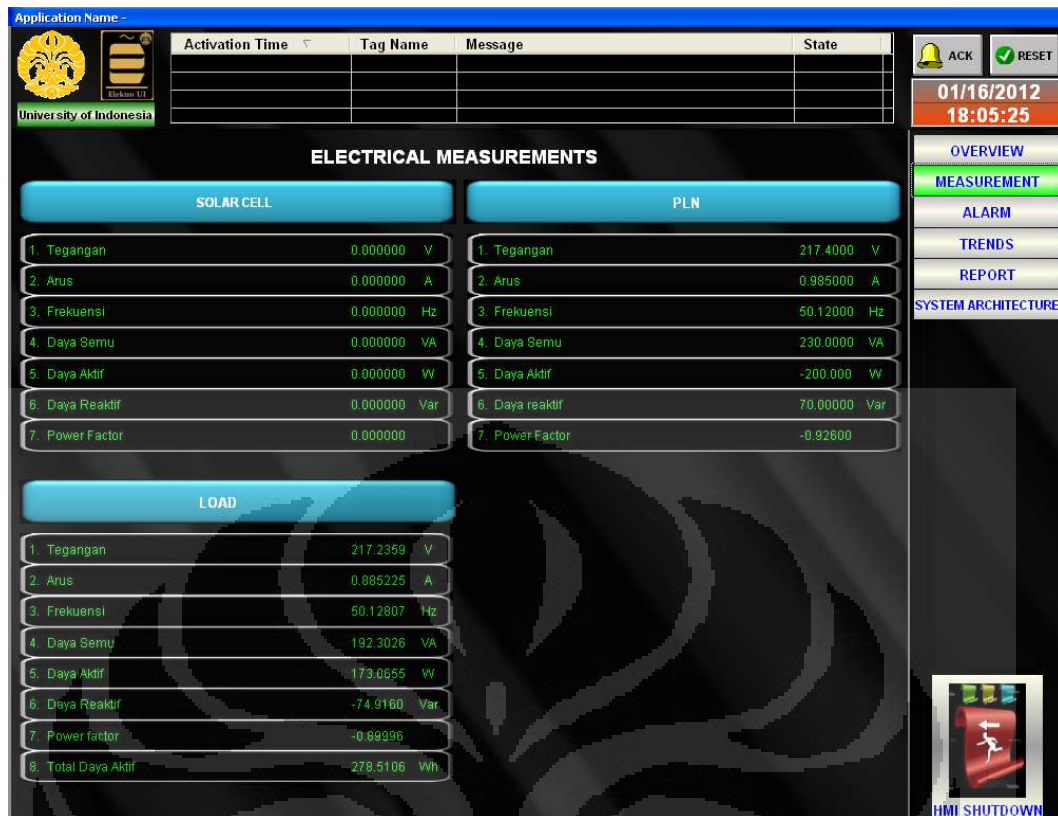 Application Name -
Activation Time Tag Name Message State
ACK RESET
Elektro UI
University of Indonesia
01/16/2012
18:05:25
OVERVIEW
MEASUREMENT
ALARM
TRENDS
REPORT
SYSTEM ARCHITECTURE
ELECTRICAL MEASUREMENTS
SOLAR CELL
1. Tegangan 0.000000 V
2. Arus 0.000000 A
3. Frekuensi 0.000000 Hz
4. Daya Semu 0.000000 VA
5. Daya Aktif 0.000000 W
6. Daya Reaktif 0.000000 Var
7. Power Factor 0.000000
PLN
1. Tegangan 217.4000 V
2. Arus 0.985000 A
3. Frekuensi 50.12000 Hz
4. Daya Semu 230.0000 VA
5. Daya Aktif -200.000 W
6. Daya reaktif 70.00000 Var
7. Power Factor -0.92600
LOAD
1. Tegangan 217.2359 V
2. Arus 0.885225 A
3. Frekuensi 50.12807 Hz
4. Daya Semu 192.3026 VA
5. Daya Aktif 173.0655 W
6. Daya Reaktif -74.9160 Var
7. Power factor -0.89996
8. Total Daya Aktif 278.5106 Wh
HMI SHUTDOWN